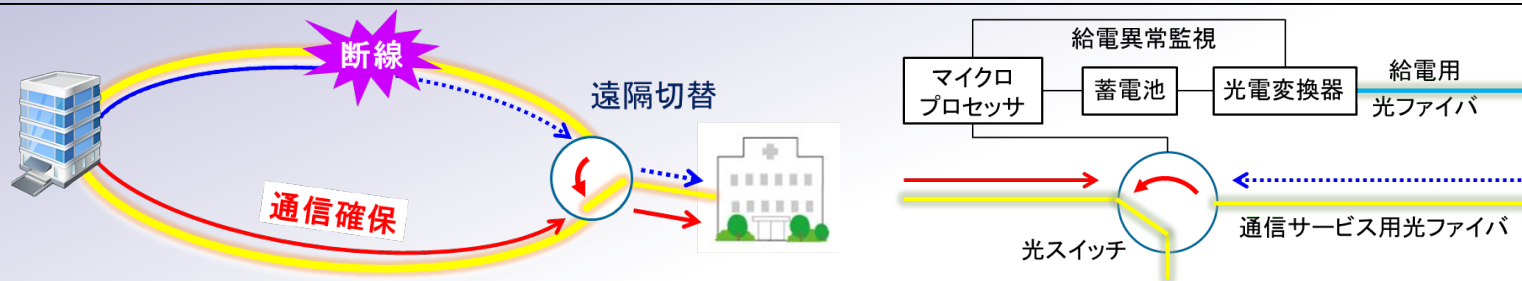 断線
遠隔切替
通信確保
給電異常監視
マイクロ
プロセッサ
蓄電池
光電変換器
給電用
光ファイバ
光スイッチ
通信サービス用光ファイバ